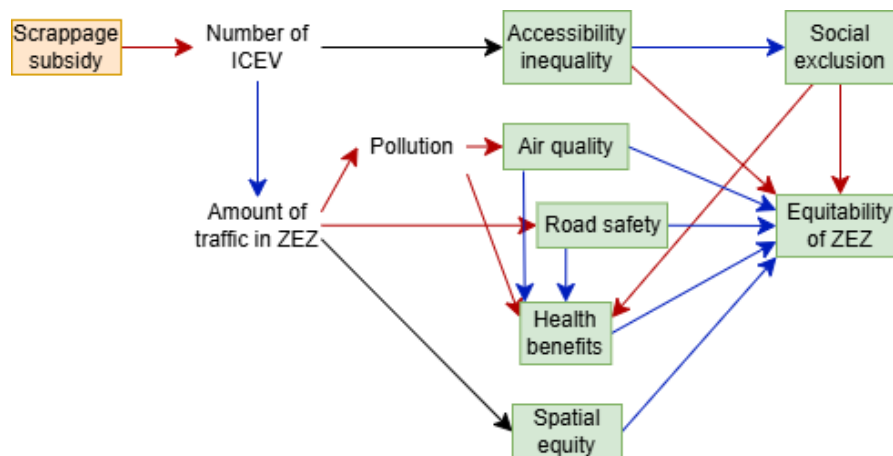 Scrappage
subsidy
Number of
ICEV
Accessibility
inequality
Social
exclusion
Pollution
Air quality
Amount of
traffic in ZEZ
Road safety
Equitability
of ZEZ
Health
benefits
Spatial
equity